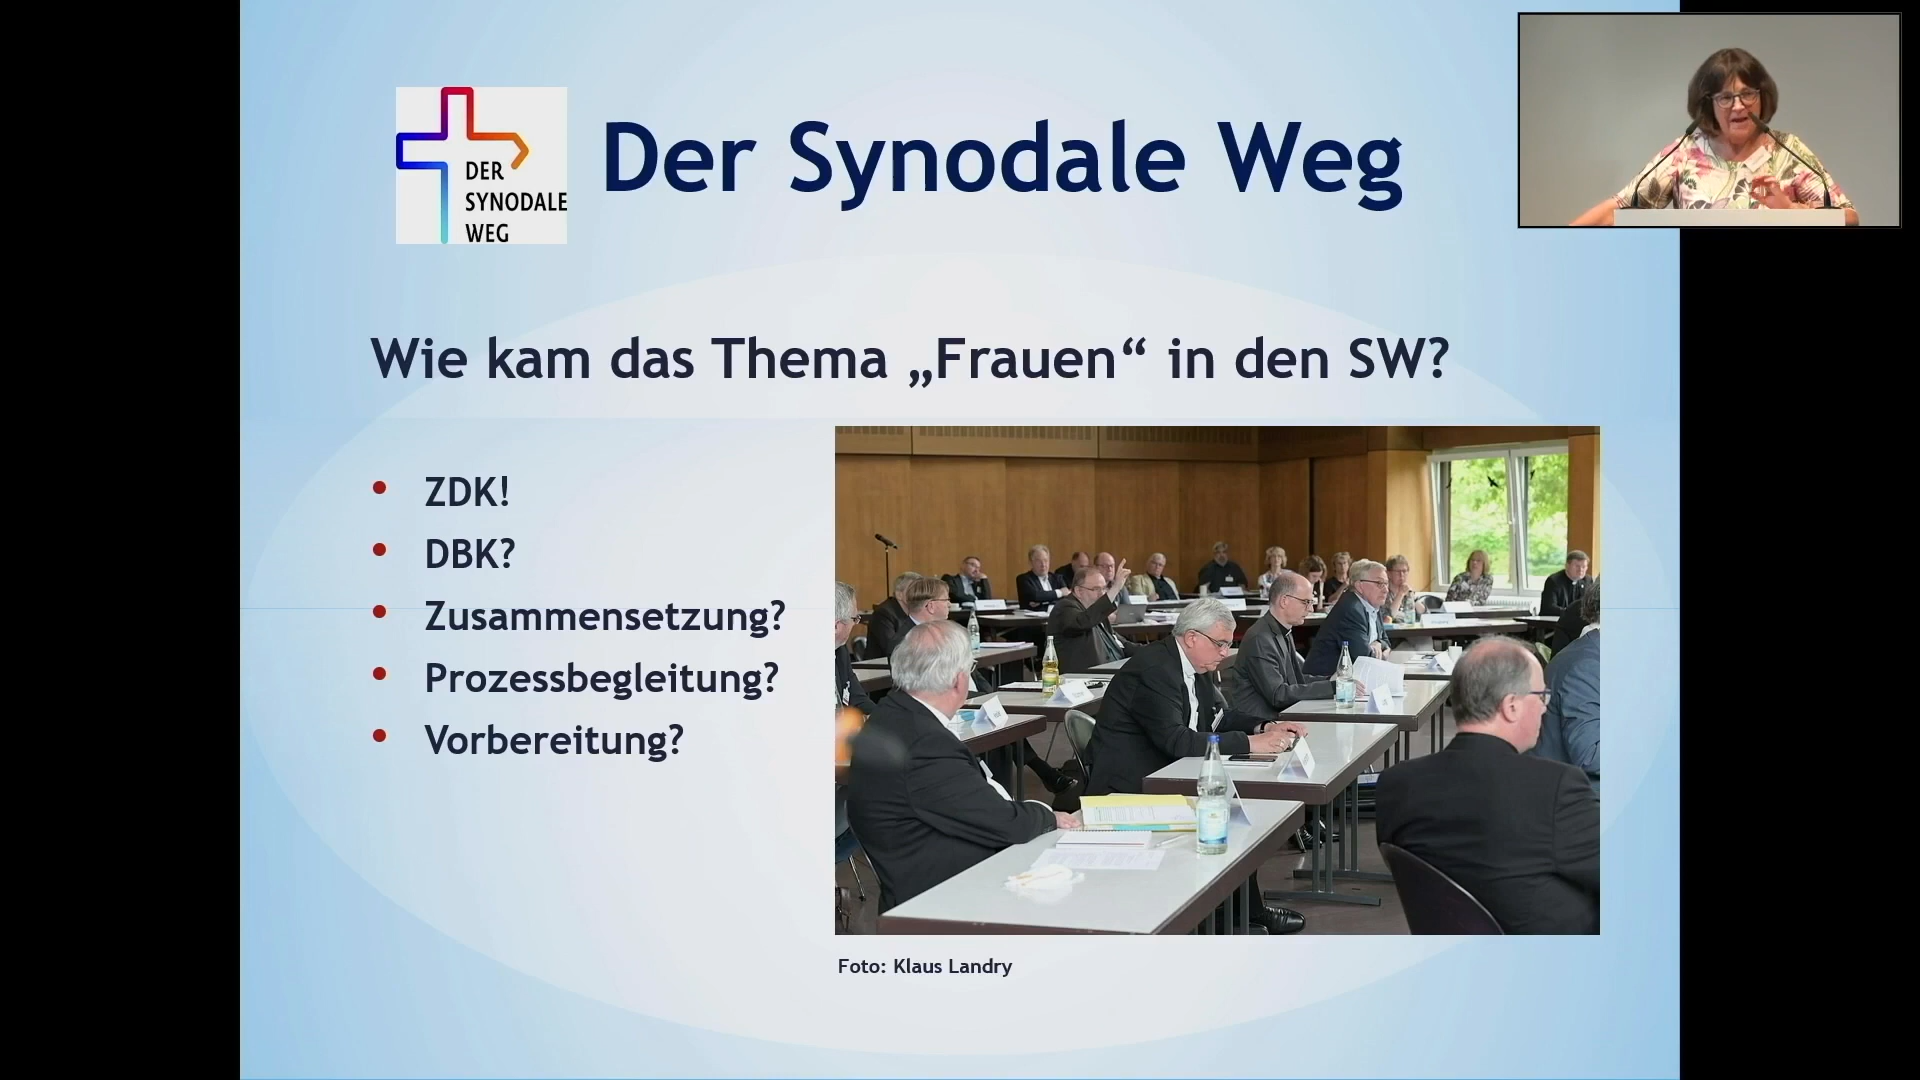 DER
SYNODALE
WEG
Der Synodale Weg
Wie kam das Thema „Frauen“ in den SW?
• ZDK!
• DBK?
• Zusammensetzung?
• Prozessbegleitung?
• Vorbereitung?
Foto: Klaus Landry